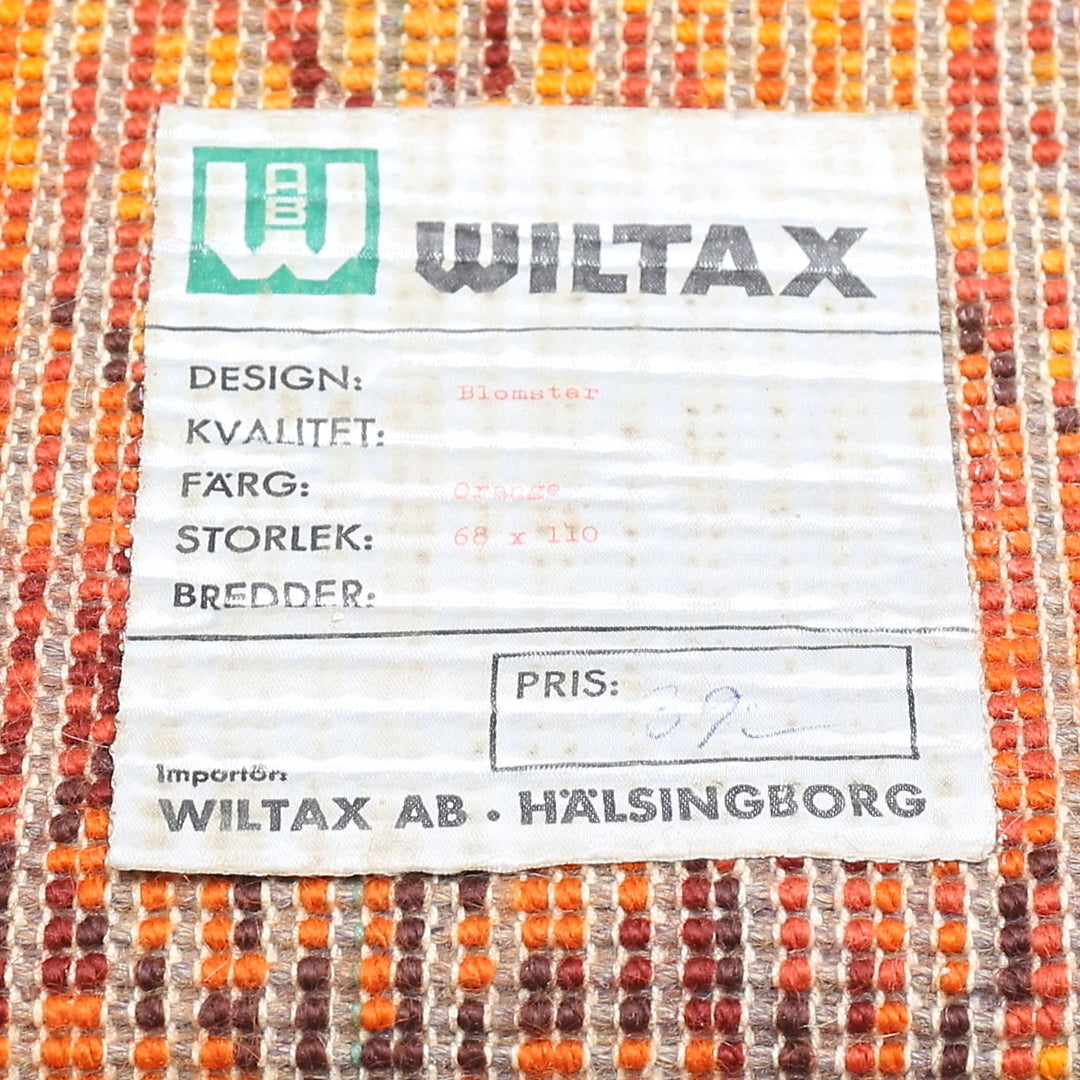 W AB
WILTAX
DESIGN: Blomster
KVALITET:
FÄRG: Orange
STORLEK: 68 x 110
BREDDER:
PRIS:
Importör:
WILTAX AB · HÄLSINGBORG